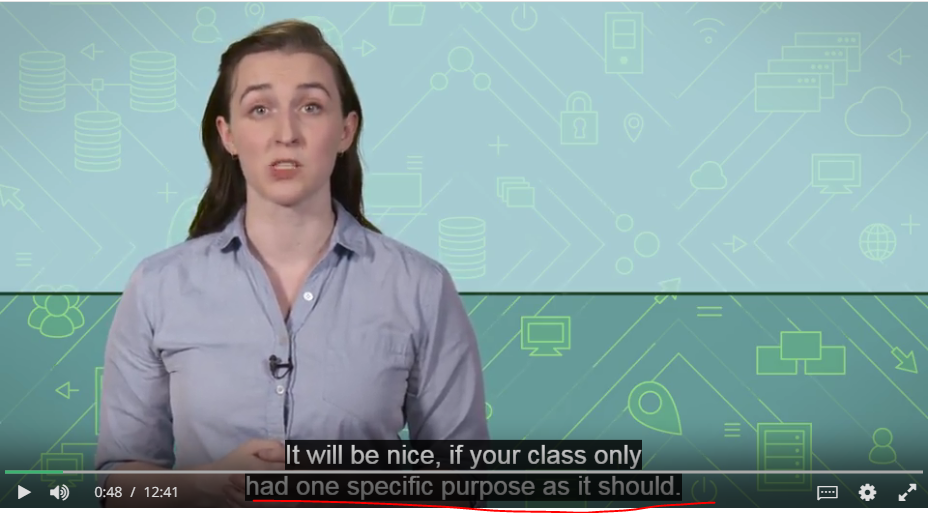 It will be nice, if your class only
had one specific purpose as it should.
0:48 / 12:41